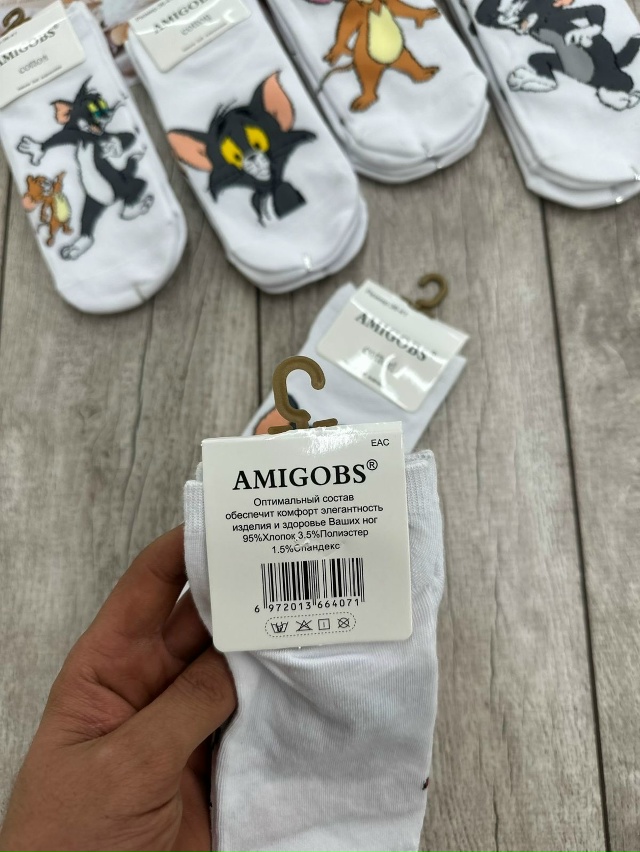 AMIGOBS
cotton
AMIGOBS
cotton
AMIGOBS
EAC
AMIGOBS®
Оптимальный состав
обеспечит комфорт элегантность
изделия и здоровье Ваших ног
95%Хлопок 3.5%Полиэстер
1.5%Спандекс
6 972013 664071